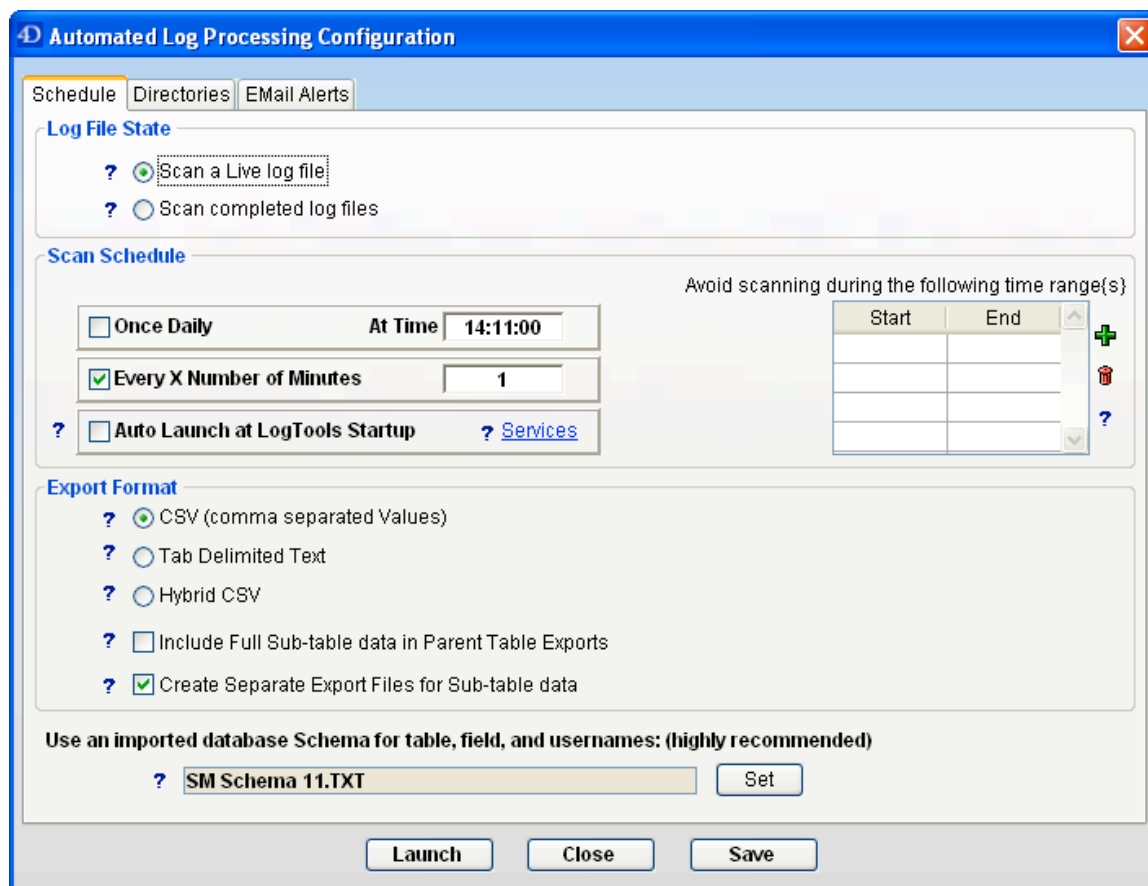 4D Automated Log Processing Configuration
Schedule Directories EMail Alerts
Log File State
? Scan a Live log file
? Scan completed log files
Scan Schedule
Avoid scanning during the following time range{s}
Start End
Once Daily At Time 14:11:00
Every X Number of Minutes 1
? Auto Launch at LogTools Startup ? Services
?
Export Format
? CSV (comma separated Values)
? Tab Delimited Text
? Hybrid CSV
? Include Full Sub-table data in Parent Table Exports
? Create Separate Export Files for Sub-table data
Use an imported database Schema for table, field, and usernames: (highly recommended)
? SM Schema 11.TXT Set
Launch Close Save